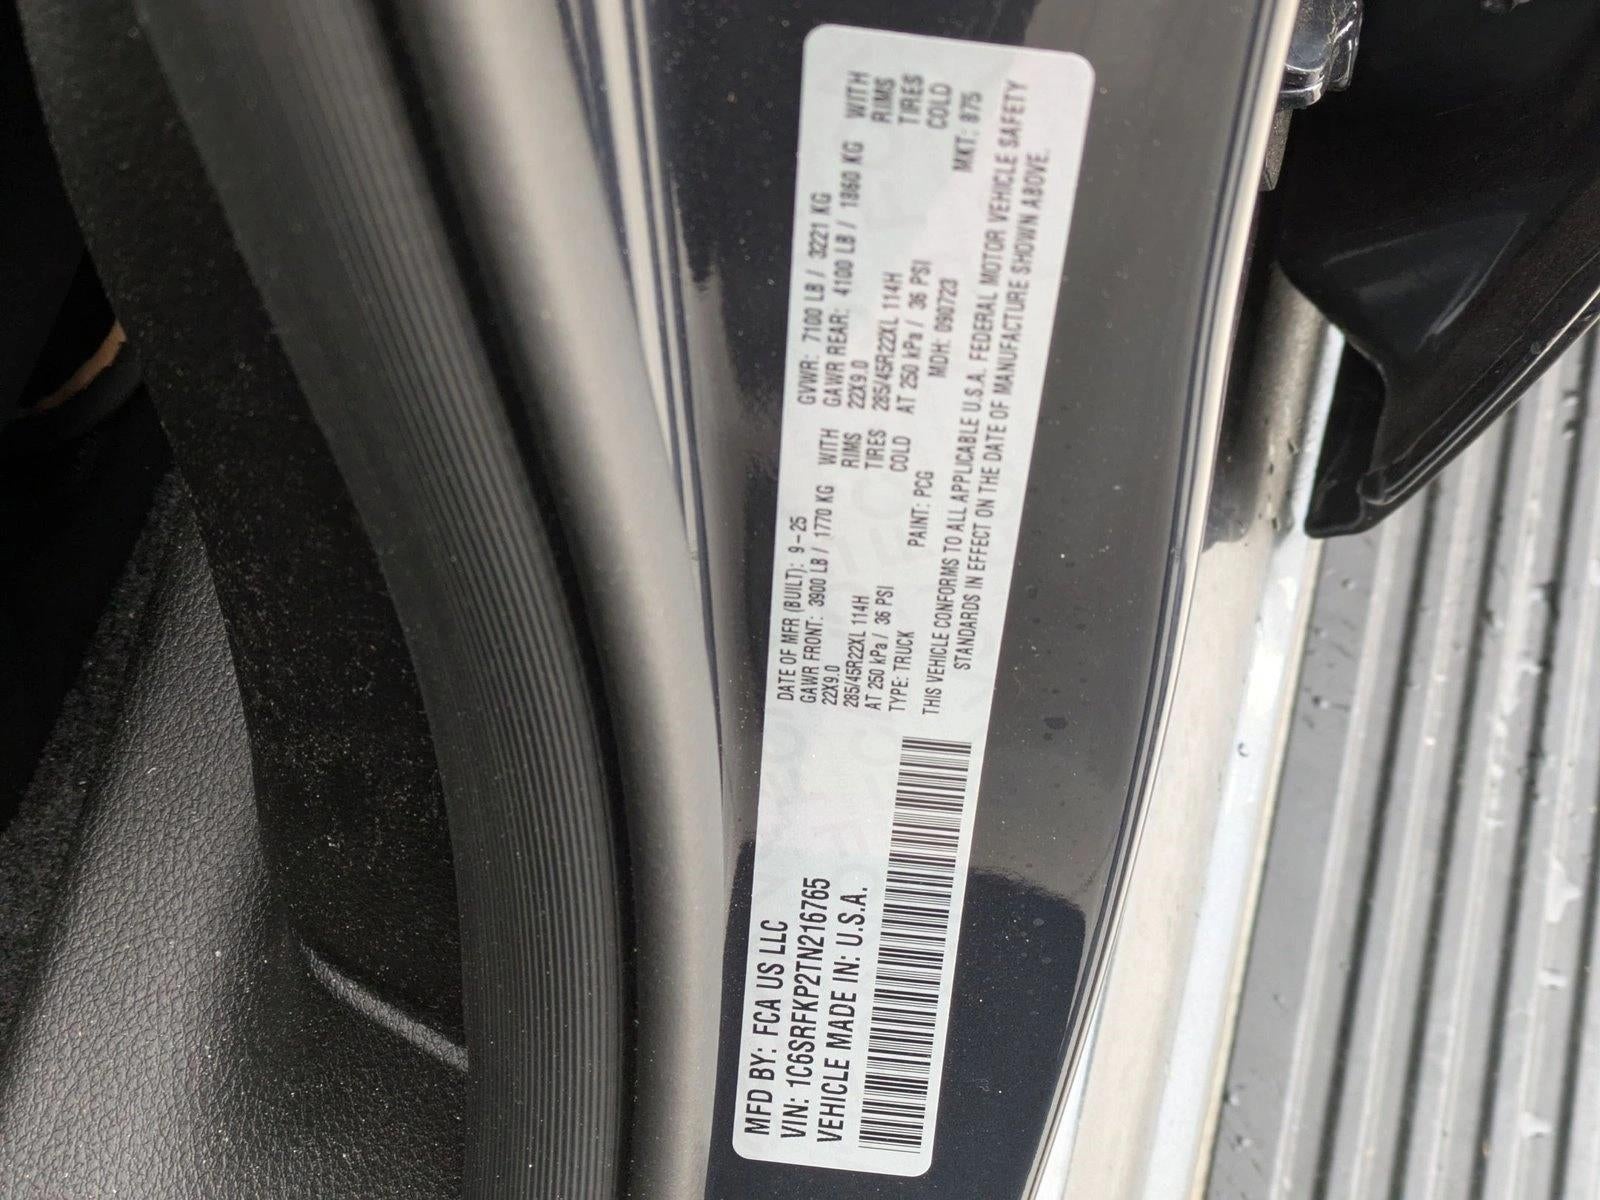 MFD BY: FCA US LLC
VIN: 1C6SRFKP2TN216765
VEHICLE MADE IN: U.S.A.
DATE OF MFR (BUILT): 9-25 GVWR: 7100 LB / 3221 KG
GAWR FRONT: 3900 LB / 1770 KG WITH GAWR REAR: 4100 LB / 1860 KG WITH
22X9.0 RIMS 22X9.0 RIMS
285/45R22XL 114H TIRES 285/45R22XL 114H TIRES
AT 250 kPa / 36 PSI COLD AT 250 kPa / 36 PSI COLD
TYPE: TRUCK PAINT: PCG MDH: 090723 MKT: 875
THIS VEHICLE CONFORMS TO ALL APPLICABLE U.S.A. FEDERAL MOTOR VEHICLE SAFETY
STANDARDS IN EFFECT ON THE DATE OF MANUFACTURE SHOWN ABOVE.